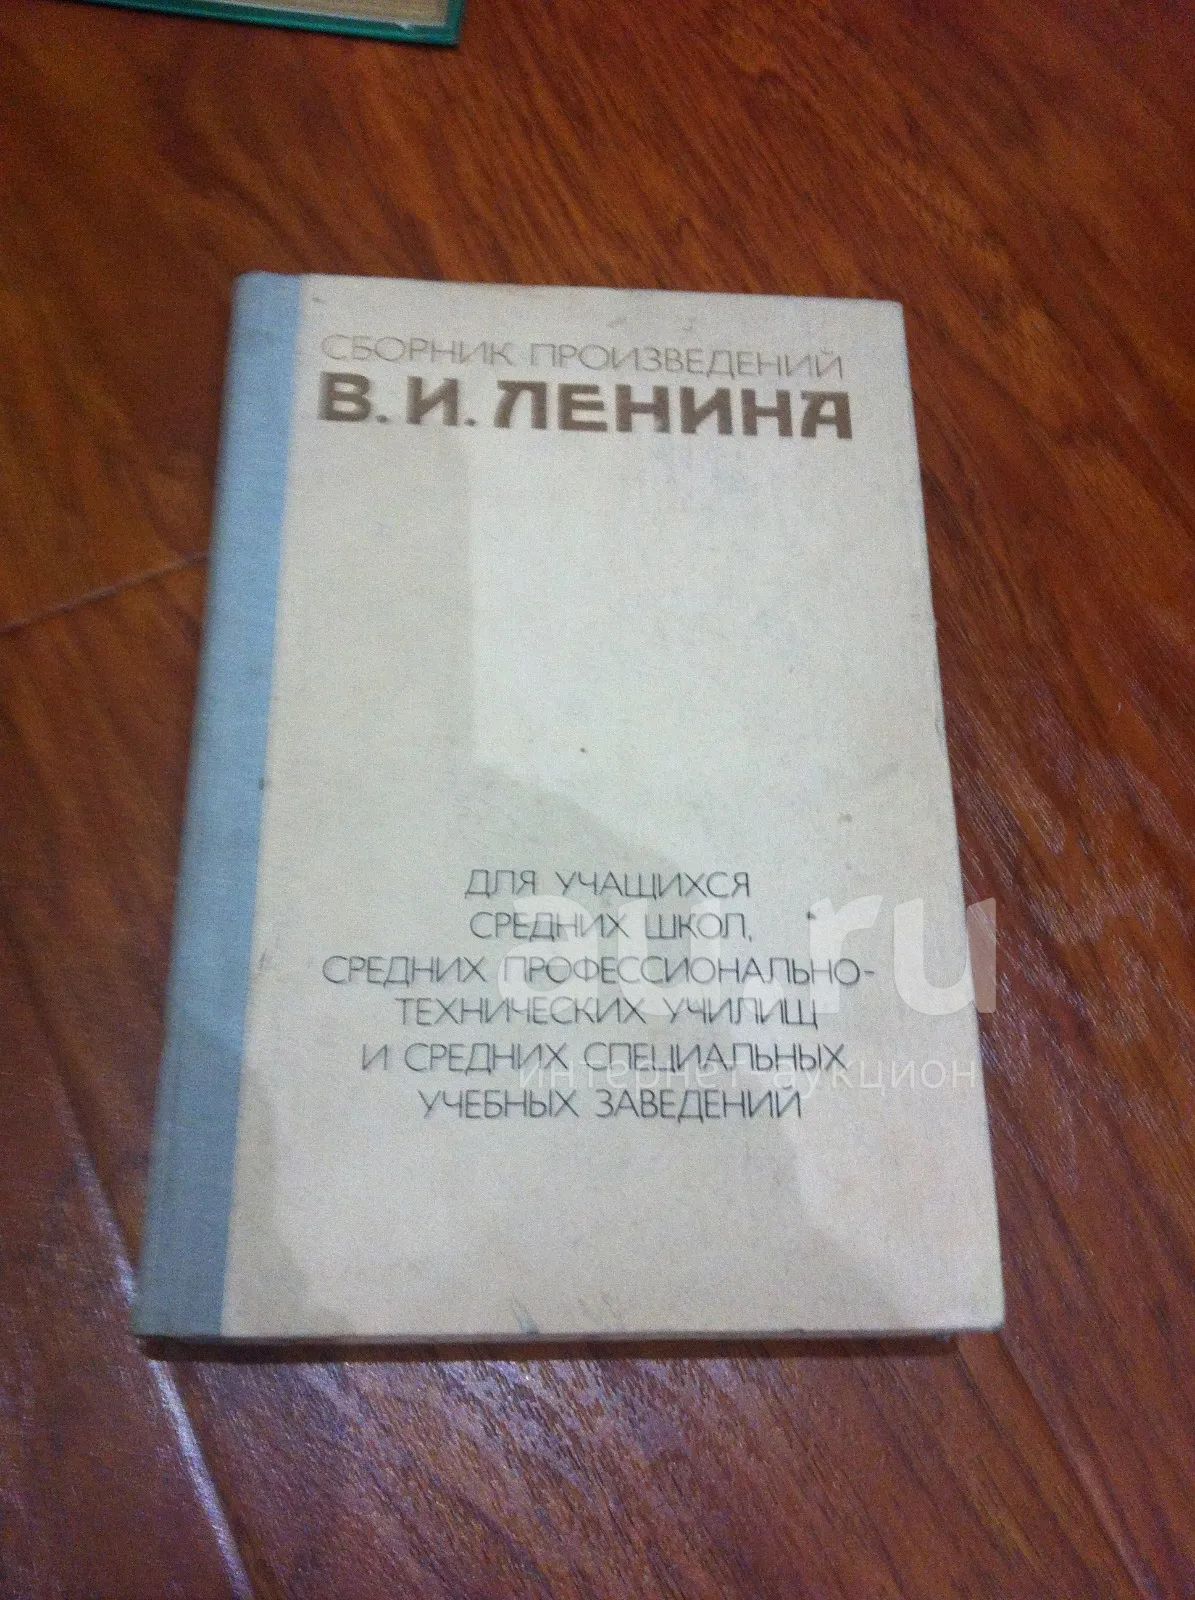 СБОРНИК ПРОИЗВЕДЕНИЙ
В. И. ЛЕНИНА
ДЛЯ УЧАЩИХСЯ
СРЕДНИХ ШКОЛ,
СРЕДНИХ ПРОФЕССИОНАЛЬНО-
ТЕХНИЧЕСКИХ УЧИЛИЩ
И СРЕДНИХ СПЕЦИАЛЬНЫХ
УЧЕБНЫХ ЗАВЕДЕНИЙ
au.ru
интернет аукцион